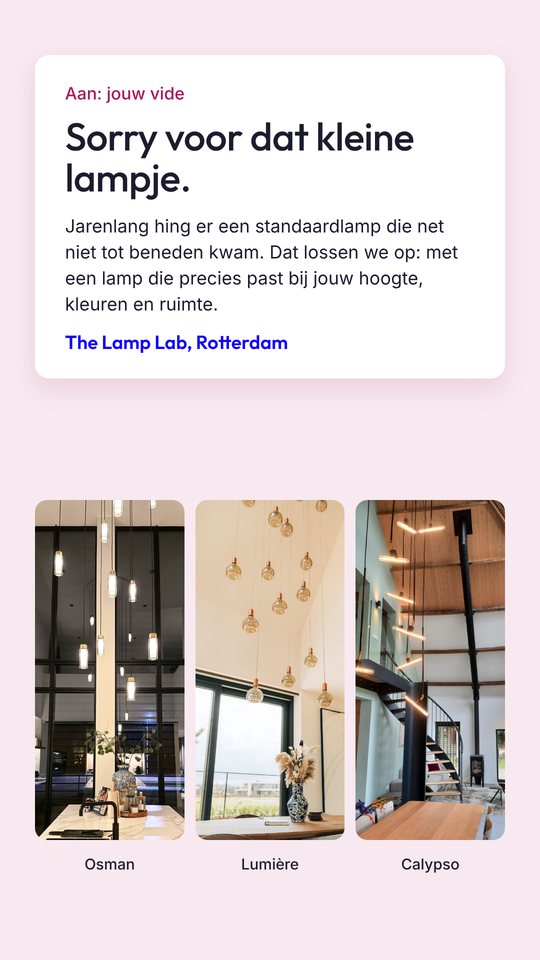 Aan: jouw vide
Sorry voor dat kleine
lampje.
Jarenlang hing er een standaardlamp die net
niet tot beneden kwam. Dat lossen we op: met
een lamp die precies past bij jouw hoogte,
kleuren en ruimte.
The Lamp Lab, Rotterdam
Osman
Lumière
Calypso